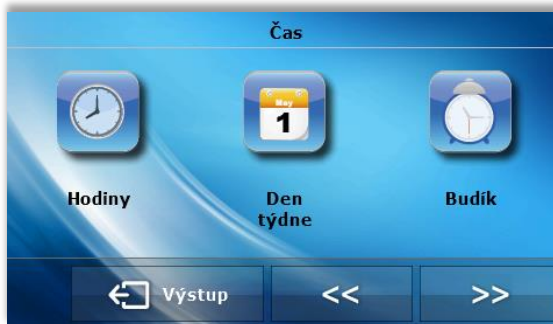 Čas
May
1
Hodiny
Den
týdne
Budík
Výstup
<<
>>